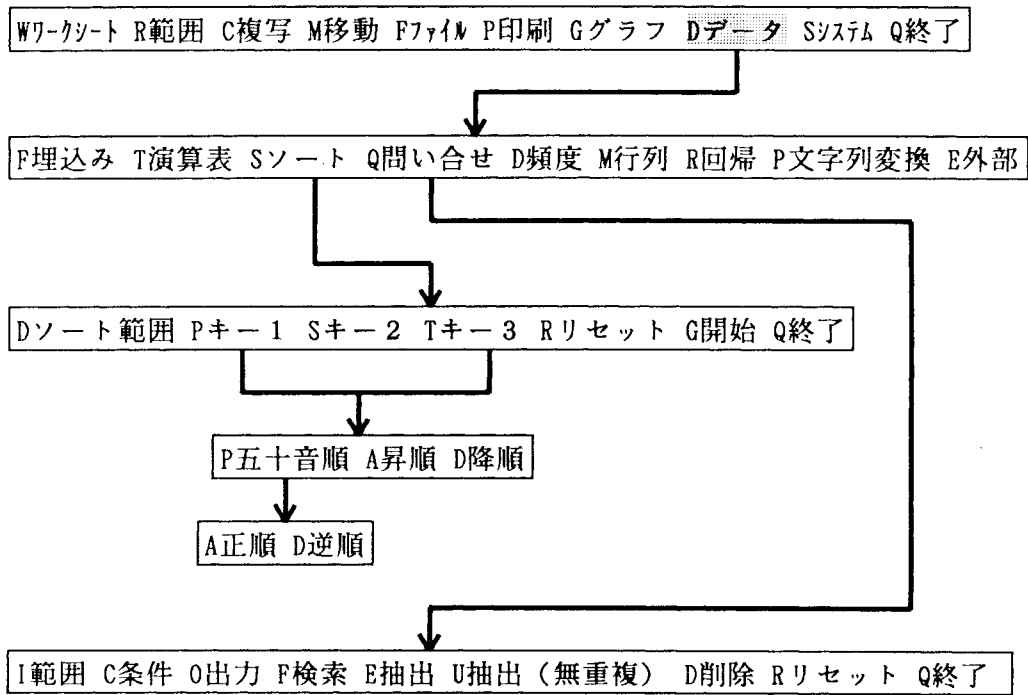 Wﾜｰｸｼｰﾄ R範囲 C複写 M移動 Fﾌｧｲﾙ P印刷 Gグラフ Dデータ Sｼｽﾃﾑ Q終了
F埋込み T演算表 Sソート Q問い合せ D頻度 M行列 R回帰 P文字列変換 E外部
Dソート範囲 Pキー１ Sキー２ Tキー３ Rリセット G開始 Q終了
P五十音順 A昇順 D降順
A正順 D逆順
I範囲 C条件 O出力 F検索 E抽出 U抽出（無重複） D削除 Rリセット Q終了